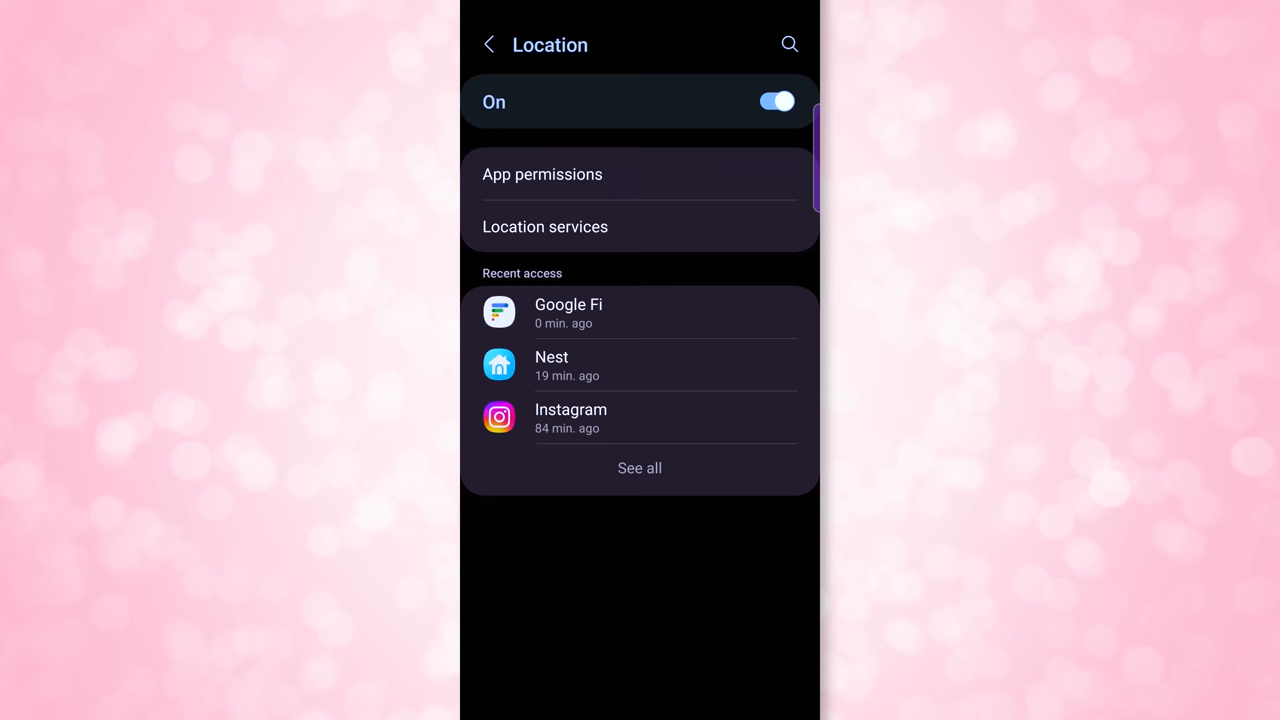 Location
On
App permissions
Location services
Recent access
Google Fi
0 min. ago
Nest
19 min. ago
Instagram
84 min. ago
See all